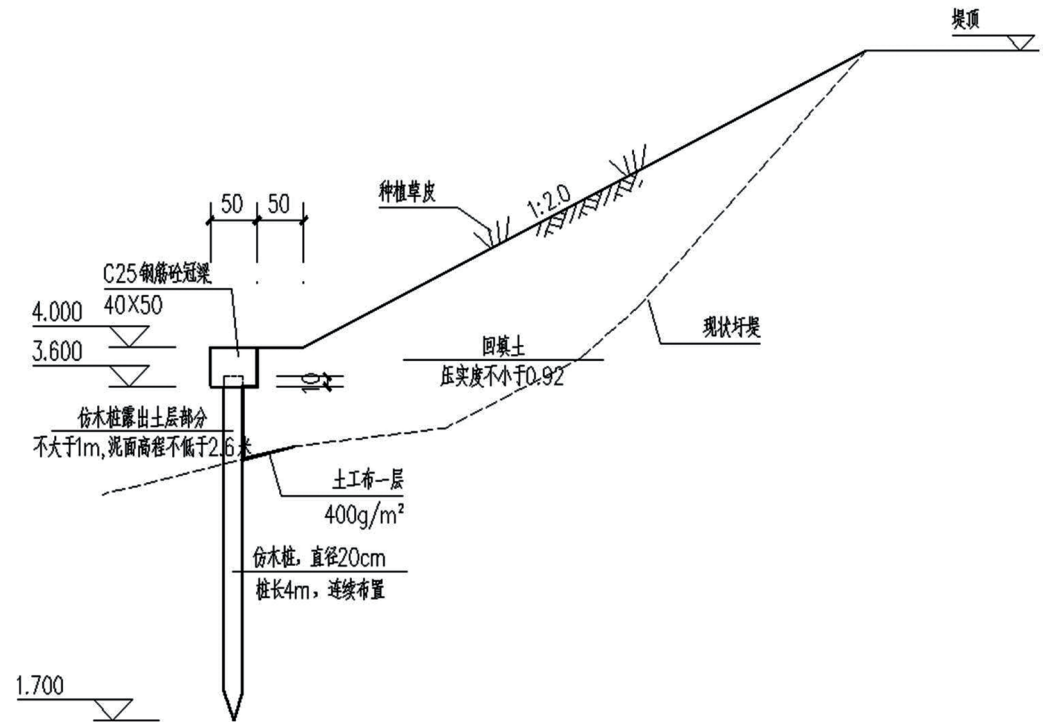 堤顶
种植草皮
1:2.0
50
50
C25钢筋砼冠梁
40X50
4.000
3.600
现状圩堤
回填土
压实度不小于0.92
10
仿木桩露出土层部分
不大于1m,泥面高程不低于2.6米
土工布一层
400g/m²
仿木桩，直径20cm
桩长4m，连续布置
1.700